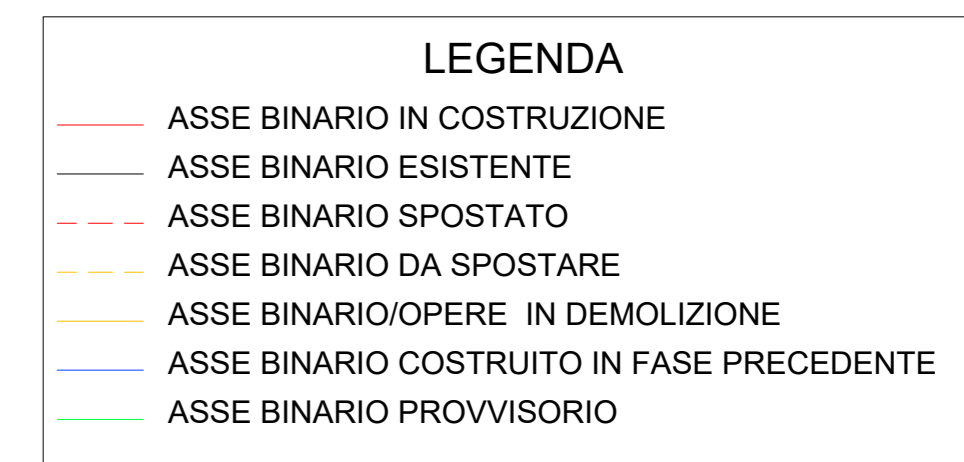 LEGENDA
ASSE BINARIO IN COSTRUZIONE
ASSE BINARIO ESISTENTE
ASSE BINARIO SPOSTATO
ASSE BINARIO DA SPOSTARE
ASSE BINARIO/OPERE IN DEMOLIZIONE
ASSE BINARIO COSTRUITO IN FASE PRECEDENTE
ASSE BINARIO PROVVISORIO